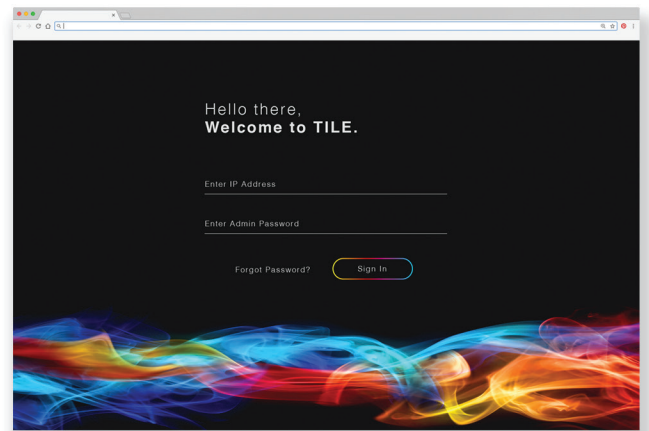 Hello there,
Welcome to TILE.
Enter IP Address
Enter Admin Password
Forgot Password?
Sign In